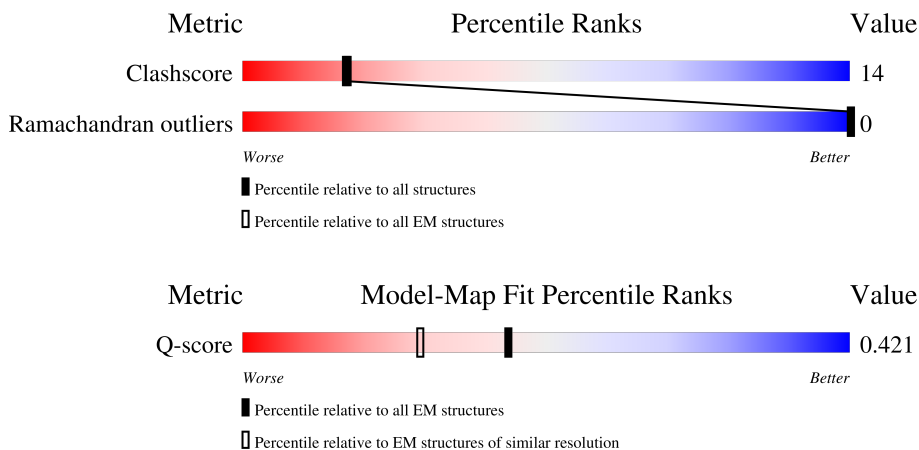 Metric Percentile Ranks Value
Clashscore 14
Ramachandran outliers 0
Worse Better
Percentile relative to all structures
Percentile relative to all EM structures
Metric Model-Map Fit Percentile Ranks Value
Q-score 0.421
Worse Better
Percentile relative to all EM structures
Percentile relative to EM structures of similar resolution